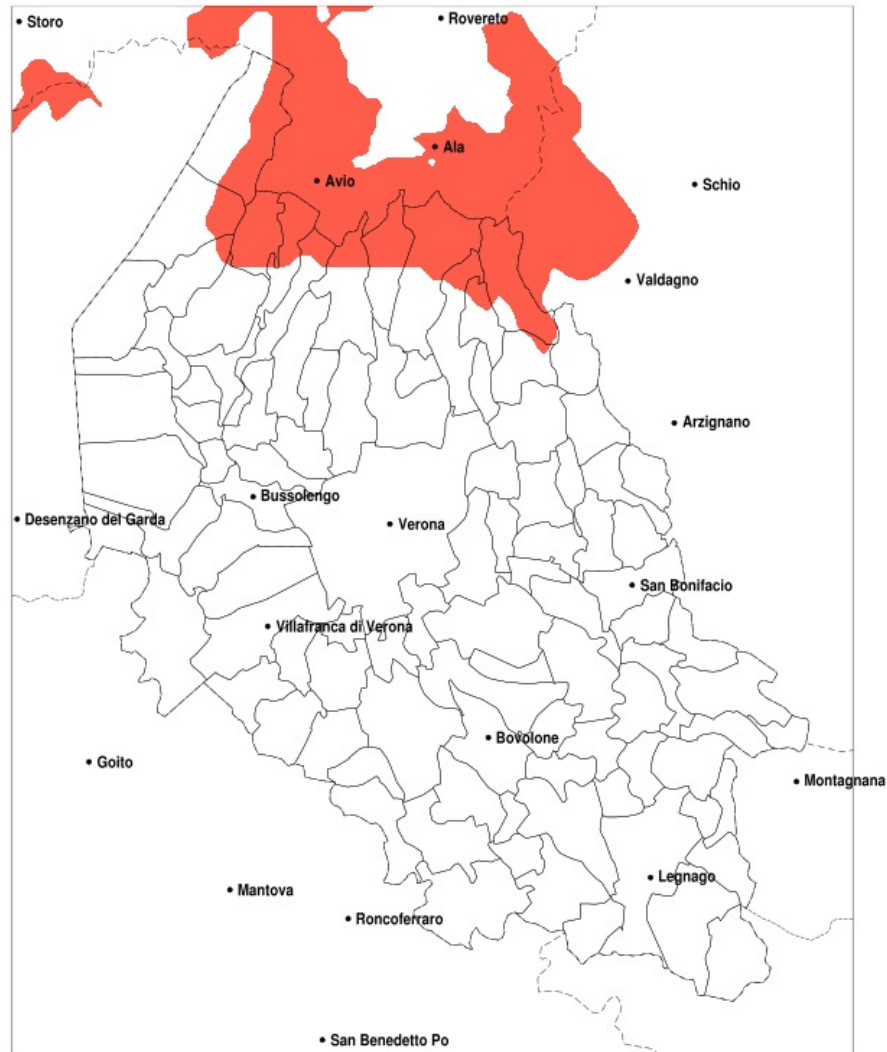 Storo
Rovereto
Ala
Avio
Schio
Valdagno
Arzignano
Bussolengo
Desenzano del Garda
Verona
San Bonifacio
Villafranca di Verona
Bovolone
Goito
Montagnana
Legnago
Mantova
Roncoferraro
San Benedetto Po